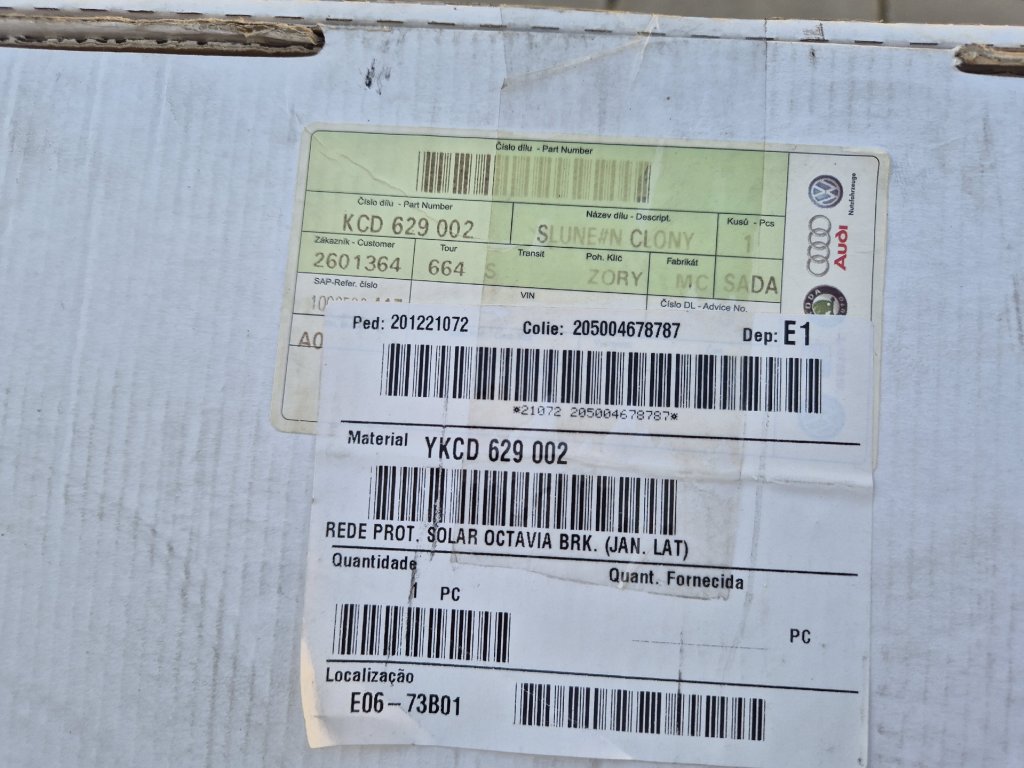 Číslo dílu - Part Number
Číslo dílu - Part Number
KCD 629 002
Název dílu - Descript.
SLUNE#N CLONY
Kusů - Pcs
1
Zákazník - Customer
2601364
Tour
664
Transit
S
Poh. Klíč
ZORY
Fabrikát
MC
SADA
SAP-Refer. číslo
VIN
Číslo DL - Advice No.
A0
Nutzfahrzeuge
Audi
Ped: 201221072 Colie: 205004678787 Dep: E1
*21072 205004678787*
Material YKCD 629 002
REDE PROT. SOLAR OCTAVIA BRK. (JAN. LAT)
Quantidade Quant. Fornecida
1 PC
PC
Localização
E06-73B01